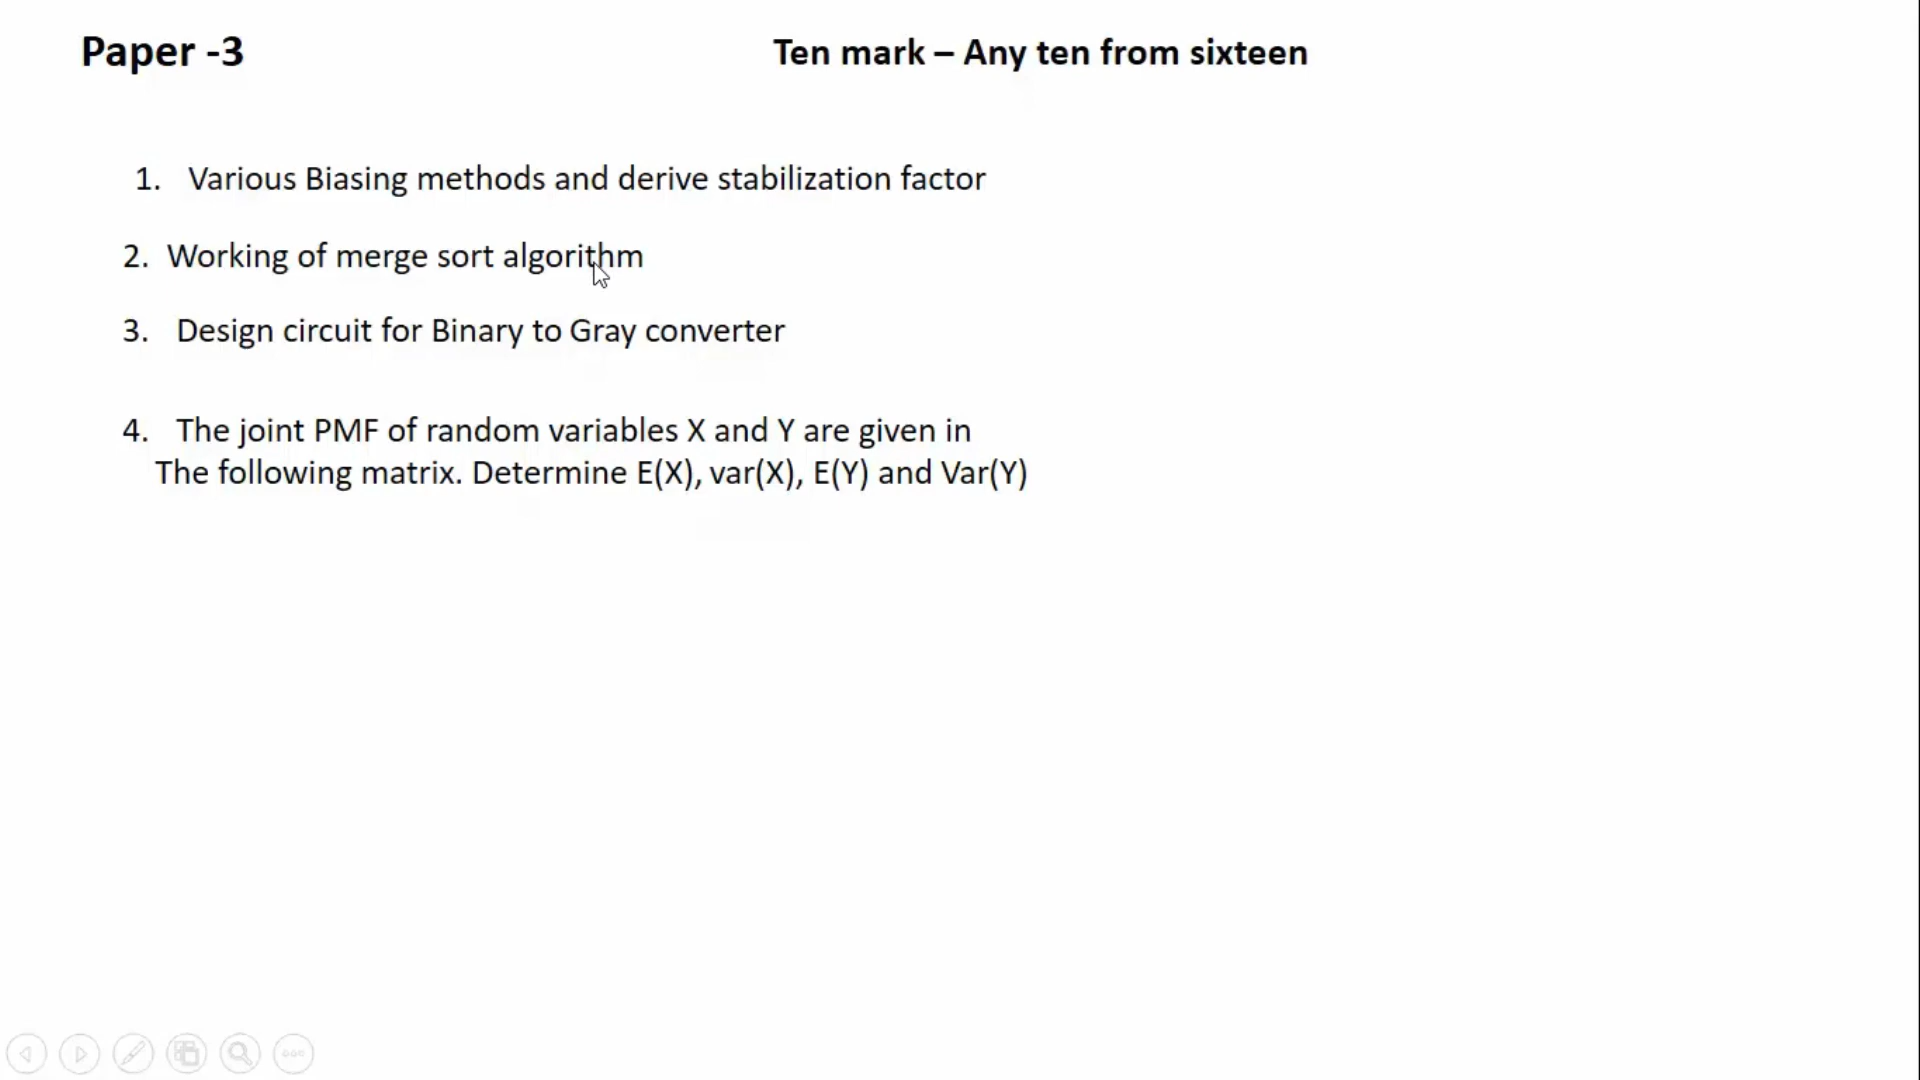 Paper -3
Ten mark – Any ten from sixteen
1. Various Biasing methods and derive stabilization factor
2. Working of merge sort algorithm
3. Design circuit for Binary to Gray converter
4. The joint PMF of random variables X and Y are given in
The following matrix. Determine E(X), var(X), E(Y) and Var(Y)